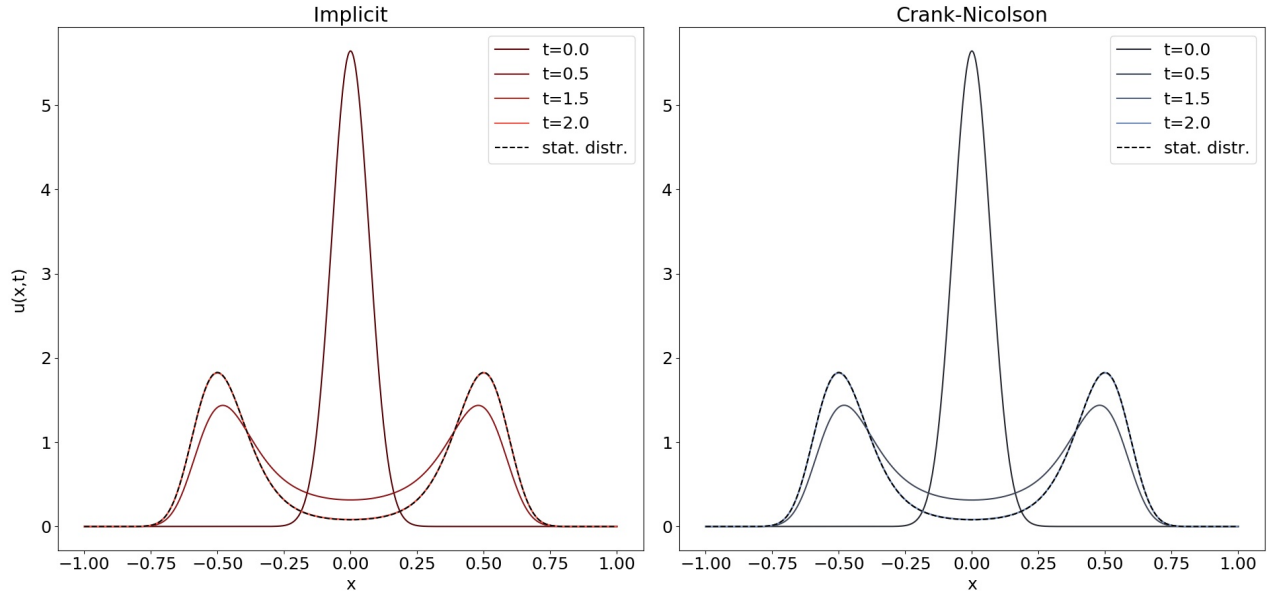 Implicit
t=0.0
t=0.5
t=1.5
t=2.0
stat. distr.
u(x,t)
5
4
3
2
1
0
−1.00 −0.75 −0.50 −0.25 0.00 0.25 0.50 0.75 1.00
x
Crank-Nicolson
t=0.0
t=0.5
t=1.5
t=2.0
stat. distr.
5
4
3
2
1
0
−1.00 −0.75 −0.50 −0.25 0.00 0.25 0.50 0.75 1.00
x